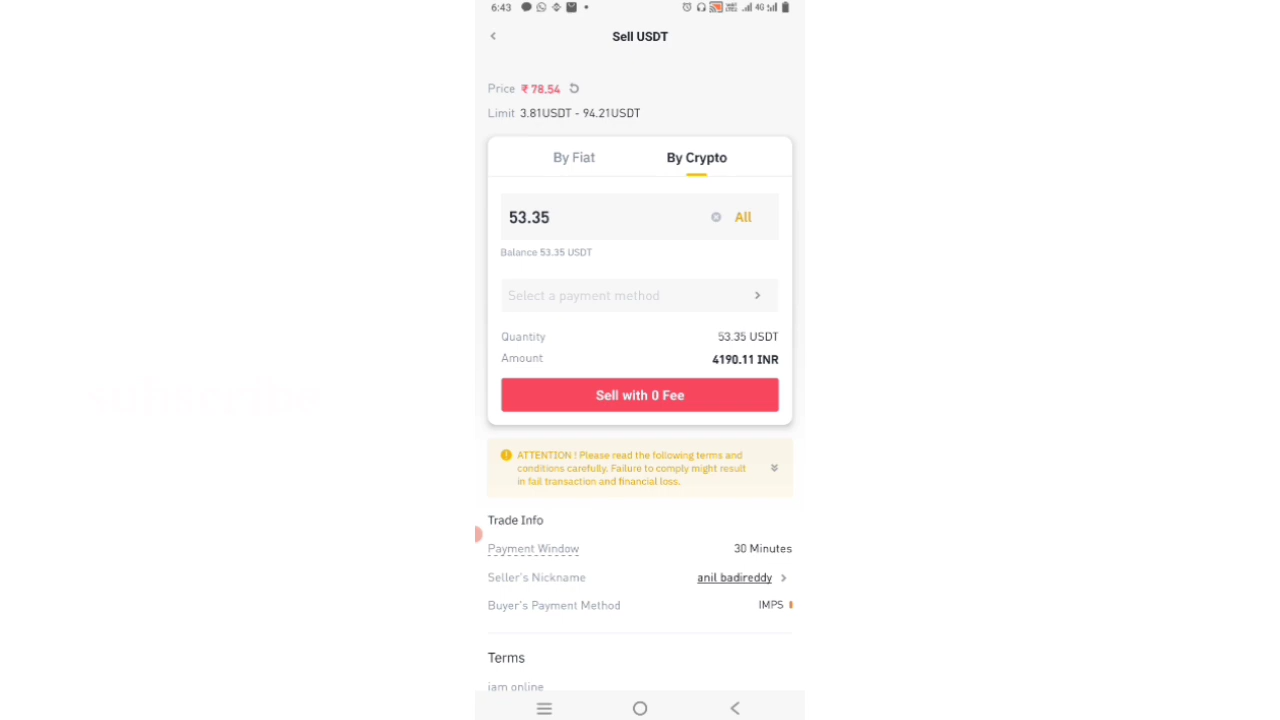 6:43
4G
Sell USDT
Price ₹ 78.54
Limit 3.81USDT - 94.21USDT
By Fiat By Crypto
53.35 All
Balance 53.35 USDT
Select a payment method
Quantity 53.35 USDT
Amount 4190.11 INR
Sell with 0 Fee
ATTENTION ! Please read the following terms and
conditions carefully. Failure to comply might result
in fail transaction and financial loss.
Trade Info
Payment Window 30 Minutes
Seller's Nickname anil badireddy
Buyer's Payment Method IMPS
Terms
iam online